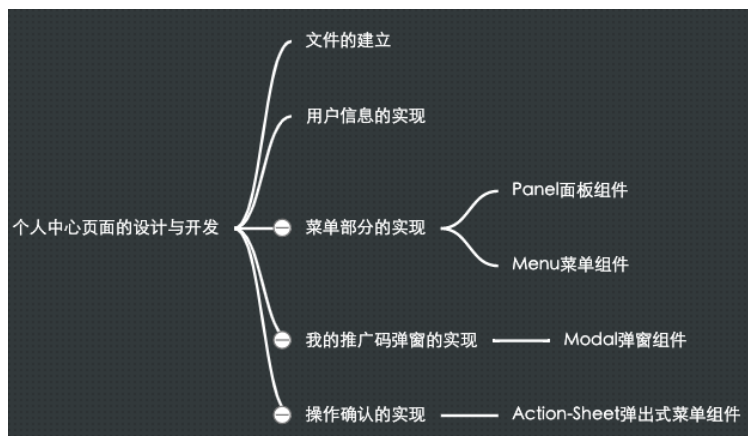 文件的建立
用户信息的实现
个人中心页面的设计与开发
菜单部分的实现
Panel面板组件
Menu菜单组件
我的推广码弹窗的实现
Modal弹窗组件
操作确认的实现
Action-Sheet弹出式菜单组件